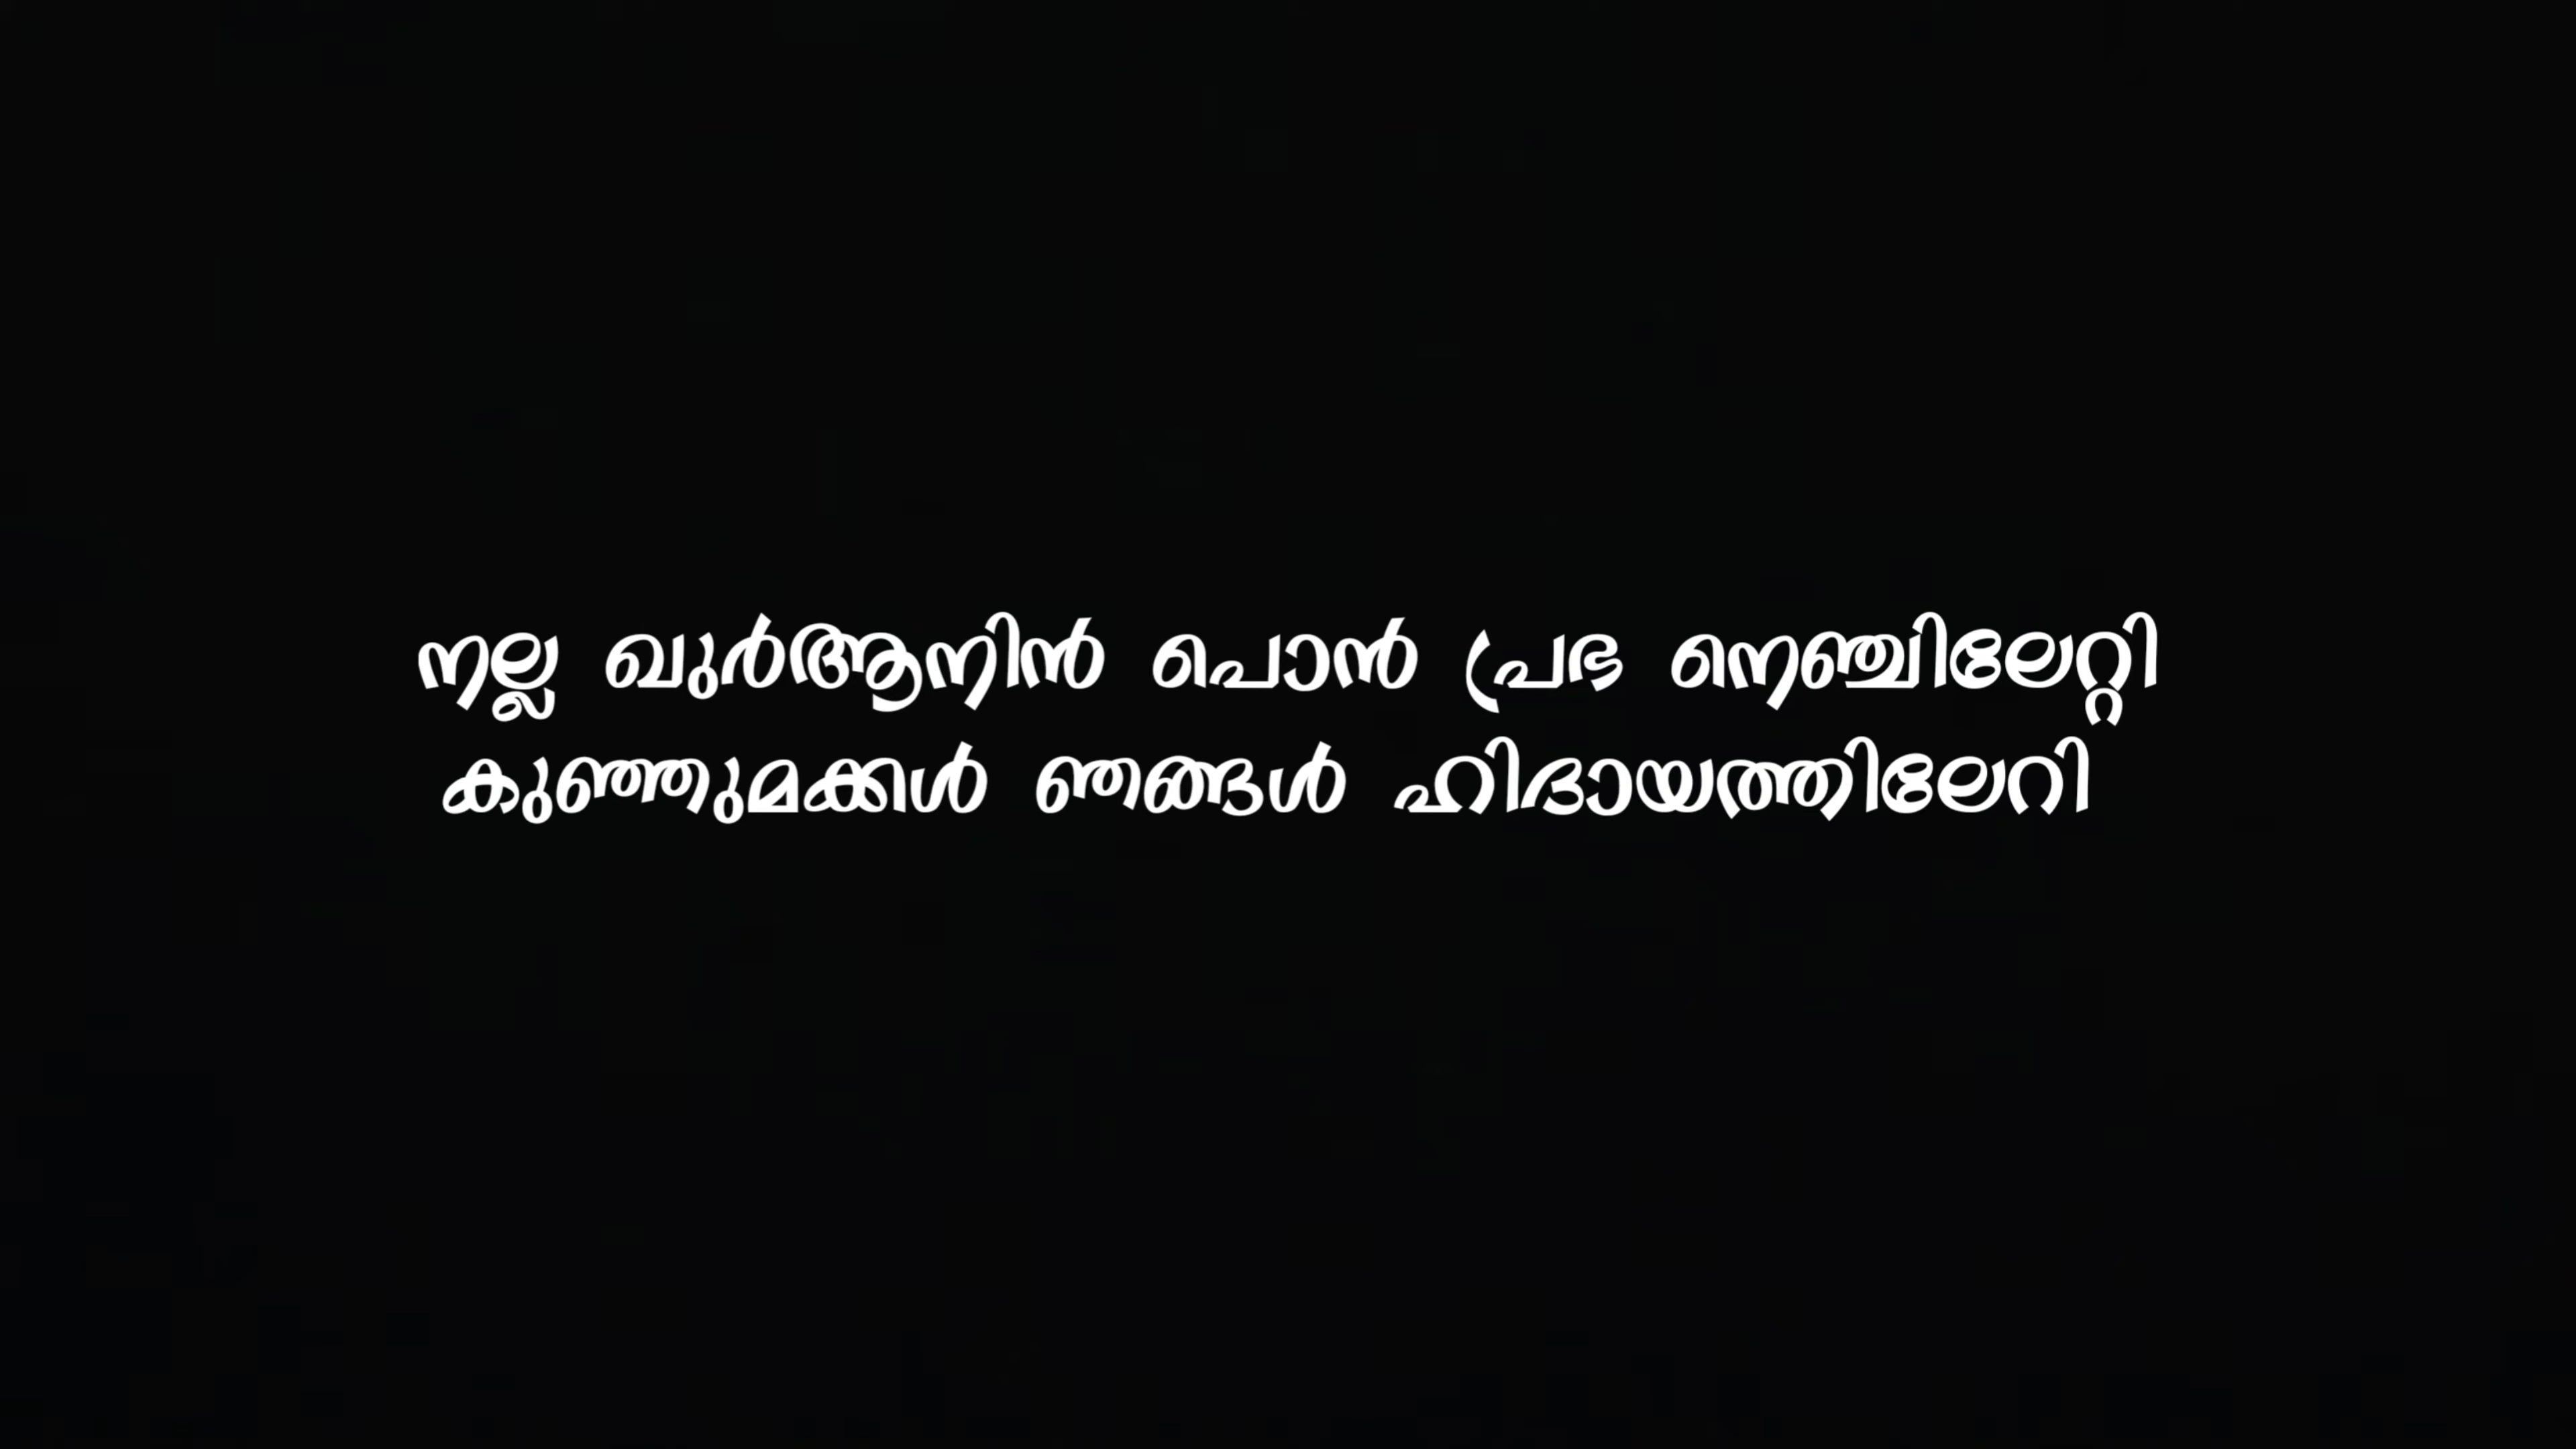 നല്ല ഖുർആനിൻ പൊൻ പ്രഭ നെഞ്ചിലേറ്റി
കുഞ്ഞുമക്കൾ ഞങ്ങൾ ഹിദായത്തിലേറി